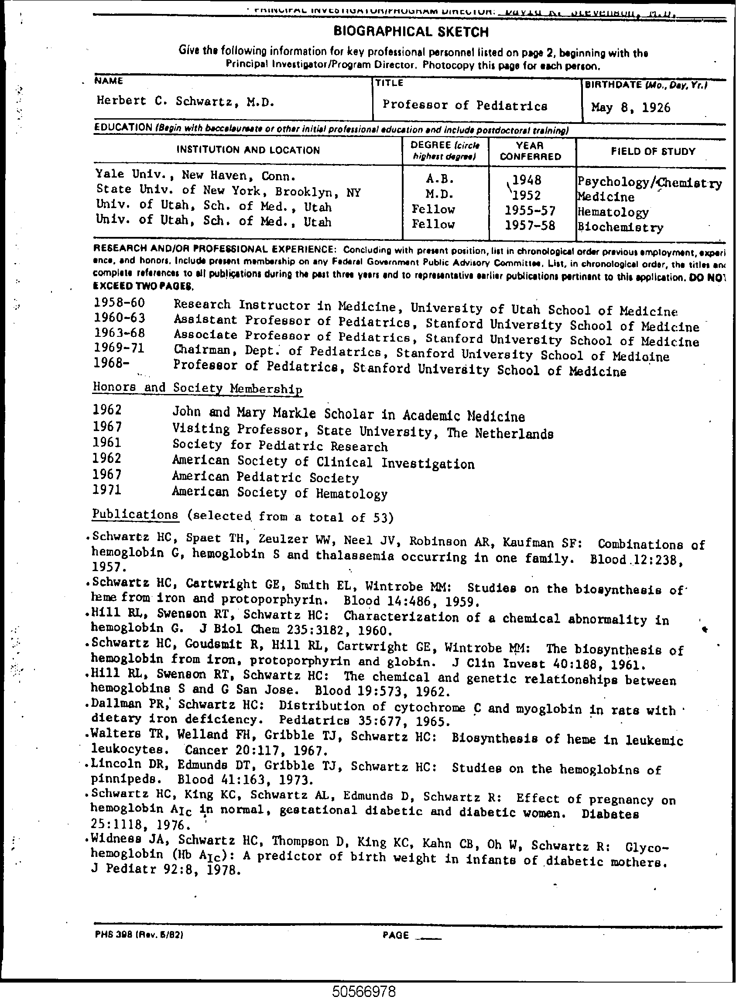 PRINCIPAL INVESTIGATOR/PROGRAM DIRECTOR: David K. Stevenson, M.D.
BIOGRAPHICAL SKETCH
Give the following information for key professional personnel listed on page 2, beginning with the
Principal Investigator/Program Director. Photocopy this page for each person.
NAME TITLE BIRTHDATE (Mo., Day, Yr.)
Herbert C. Schwartz, M.D. Professor of Pediatrics May 8, 1926
EDUCATION (Begin with baccalaureate or other initial professional education and include postdoctoral training)
INSTITUTION AND LOCATION DEGREE (circle highest degree) YEAR CONFERRED FIELD OF STUDY
Yale Univ., New Haven, Conn. A.B. 1948 Psychology/Chemistry
State Univ. of New York, Brooklyn, NY M.D. 1952 Medicine
Univ. of Utah, Sch. of Med., Utah Fellow 1955-57 Hematology
Univ. of Utah, Sch. of Med., Utah Fellow 1957-58 Biochemistry
RESEARCH AND/OR PROFESSIONAL EXPERIENCE: Concluding with present position, list in chronological order previous employment, experi
ence, and honors. Include present membership on any Federal Government Public Advisory Committee. List, in chronological order, the titles and
complete references to all publications during the past three years and to representative earlier publications pertinent to this application. DO NOT
EXCEED TWO PAGES.
1958-60 Research Instructor in Medicine, University of Utah School of Medicine
1960-63 Assistant Professor of Pediatrics, Stanford University School of Medicine
1963-68 Associate Professor of Pediatrics, Stanford University School of Medicine
1969-71 Chairman, Dept. of Pediatrics, Stanford University School of Medicine
1968- Professor of Pediatrics, Stanford University School of Medicine
Honors and Society Membership
1962 John and Mary Markle Scholar in Academic Medicine
1967 Visiting Professor, State University, The Netherlands
1961 Society for Pediatric Research
1962 American Society of Clinical Investigation
1967 American Pediatric Society
1971 American Society of Hematology
Publications (selected from a total of 53)
.Schwartz HC, Spaet TH, Zeulzer WW, Neel JV, Robinson AR, Kaufman SF: Combinations of
hemoglobin G, hemoglobin S and thalassemia occurring in one family. Blood 12:238,
1957.
.Schwartz HC, Cartwright GE, Smith EL, Wintrobe MM: Studies on the biosynthesis of
heme from iron and protoporphyrin. Blood 14:486, 1959.
.Hill RL, Swenson RT, Schwartz HC: Characterization of a chemical abnormality in
hemoglobin G. J Biol Chem 235:3182, 1960.
.Schwartz HC, Goudsmit R, Hill RL, Cartwright GE, Wintrobe MM: The biosynthesis of
hemoglobin from iron, protoporphyrin and globin. J Clin Invest 40:188, 1961.
.Hill RL, Swenson RT, Schwartz HC: The chemical and genetic relationships between
hemoglobins S and G San Jose. Blood 19:573, 1962.
.Dallman PR, Schwartz HC: Distribution of cytochrome C and myoglobin in rats with
dietary iron deficiency. Pediatrics 35:677, 1965.
.Walters TR, Welland FH, Gribble TJ, Schwartz HC: Biosynthesis of heme in leukemic
leukocytes. Cancer 20:117, 1967.
.Lincoln DR, Edmunds DT, Gribble TJ, Schwartz HC: Studies on the hemoglobins of
pinnipeds. Blood 41:163, 1973.
.Schwartz HC, King KC, Schwartz AL, Edmunds D, Schwartz R: Effect of pregnancy on
hemoglobin AIc in normal, gestational diabetic and diabetic women. Diabetes
25:1118, 1976.
.Widness JA, Schwartz HC, Thompson D, King KC, Kahn CB, Oh W, Schwartz R: Glyco-
hemoglobin (Hb AIc): A predictor of birth weight in infants of diabetic mothers.
J Pediatr 92:8, 1978.
PHS 398 (Rev. 5/82) PAGE
50566978